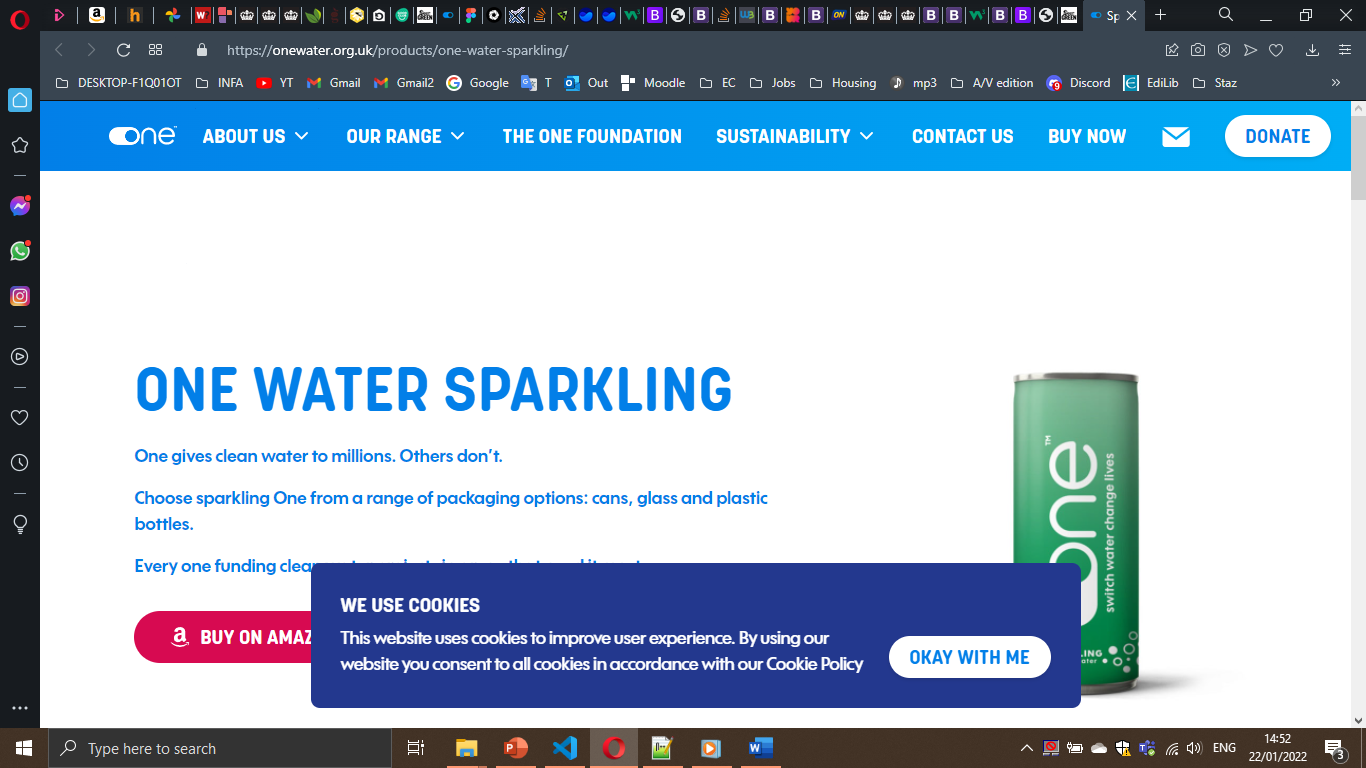 Sp
https://onewater.org.uk/products/one-water-sparkling/
DESKTOP-F1Q01OT INFA YT Gmail Gmail2 Google T Out Moodle EC Jobs Housing mp3 A/V edition Discord EdiLib Staz
one ABOUT US OUR RANGE THE ONE FOUNDATION SUSTAINABILITY CONTACT US BUY NOW DONATE
ONE WATER SPARKLING
One gives clean water to millions. Others don't.
Choose sparkling One from a range of packaging options: cans, glass and plastic
bottles.
Every one funding clean
BUY ON AMAZ
one™
switch water change lives
WE USE COOKIES
This website uses cookies to improve user experience. By using our
website you consent to all cookies in accordance with our Cookie Policy
OKAY WITH ME
Type here to search
ENG
14:52
22/01/2022
3